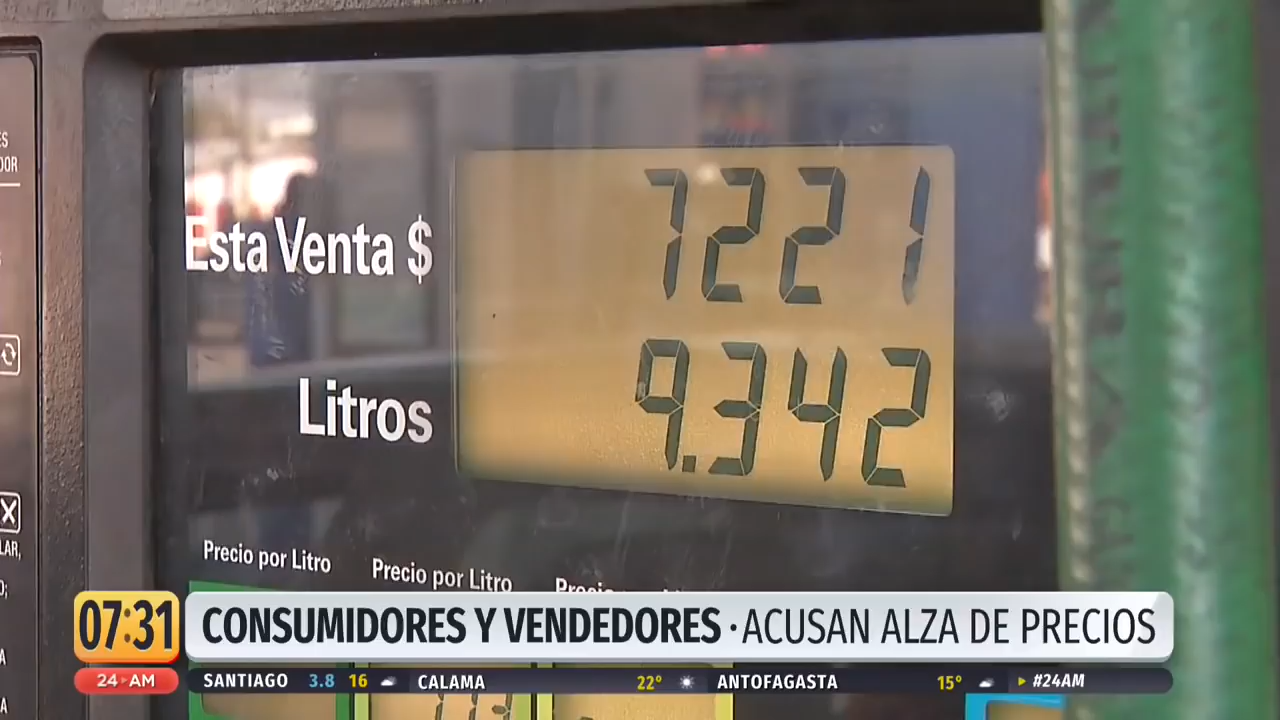 Esta Venta $ 7221
Litros 9.342
Precio por Litro
Precio por Litro
07:31
CONSUMIDORES Y VENDEDORES · ACUSAN ALZA DE PRECIOS
24 AM
SANTIAGO 3.8 16
CALAMA 22°
ANTOFAGASTA 15°
#24AM